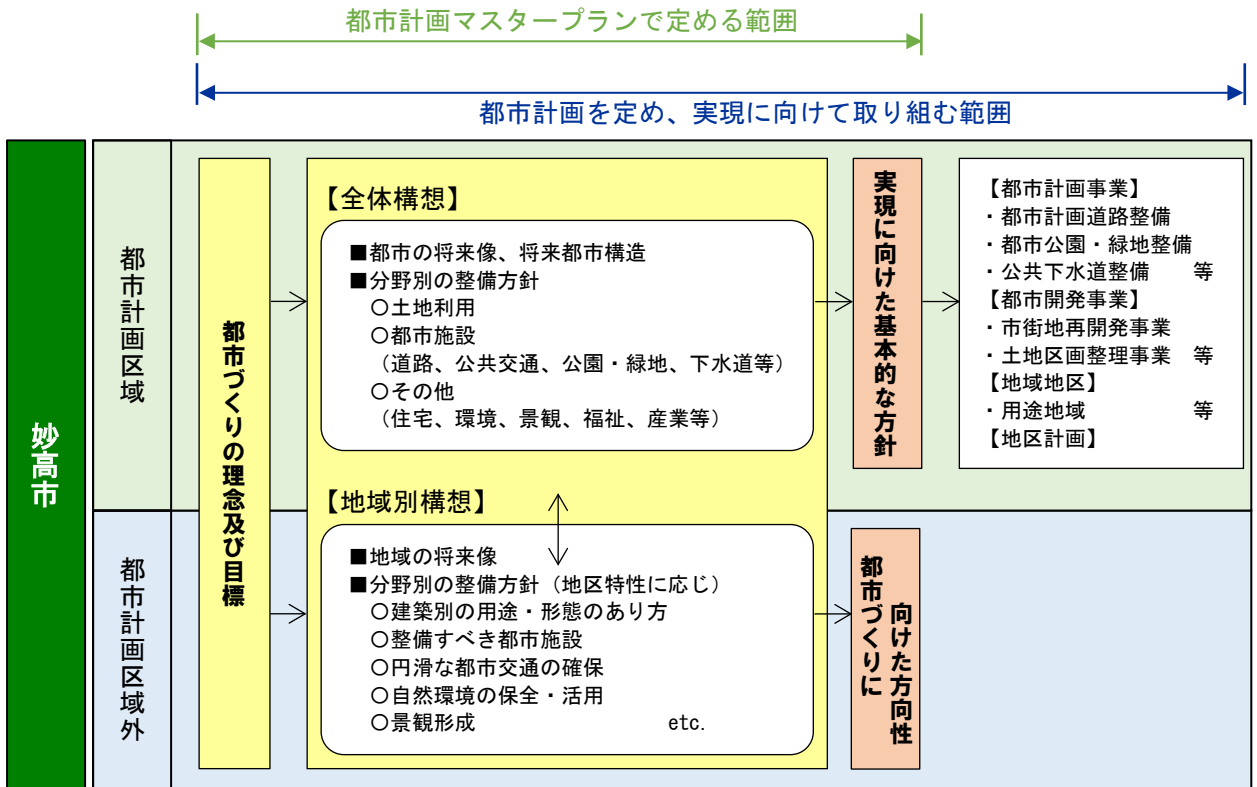 都市計画マスタープランで定める範囲
都市計画を定め、実現に向けて取り組む範囲
妙高市
都市計画区域
都市計画区域外
都市づくりの理念及び目標
【全体構想】
■都市の将来像、将来都市構造
■分野別の整備方針
○土地利用
○都市施設
（道路、公共交通、公園・緑地、下水道等）
○その他
（住宅、環境、景観、福祉、産業等）
【地域別構想】
■地域の将来像
■分野別の整備方針（地区特性に応じ）
○建築別の用途・形態のあり方
○整備すべき都市施設
○円滑な都市交通の確保
○自然環境の保全・活用
○景観形成 etc.
実現に向けた基本的な方針
都市づくりに
向けた方向性
【都市計画事業】
・都市計画道路整備
・都市公園・緑地整備
・公共下水道整備 等
【都市開発事業】
・市街地再開発事業
・土地区画整理事業 等
【地域地区】
・用途地域 等
【地区計画】